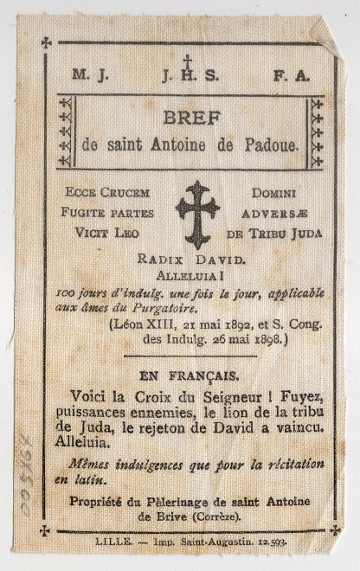 M. J. J. H. S. F. A.
BREF
de saint Antoine de Padoue.
ECCE CRUCEM DOMINI
FUGITE PARTES ADVERSÆ
VICIT LEO DE TRIBU JUDA
RADIX DAVID.
ALLELUIA!
100 jours d'indulg. une fois le jour, applicable
aux âmes du Purgatoire.
(Léon XIII, 21 mai 1892, et S. Cong.
des Indulg. 26 mai 1898.)
EN FRANÇAIS.
Voici la Croix du Seigneur! Fuyez,
puissances ennemies, le lion de la tribu
de Juda, le rejeton de David a vaincu.
Alleluia.
Mêmes indulgences que pour la récitation
en latin.
Propriété du Pèlerinage de saint Antoine
de Brive (Corrèze).
LILLE. — Imp. Saint-Augustin. 12.593.